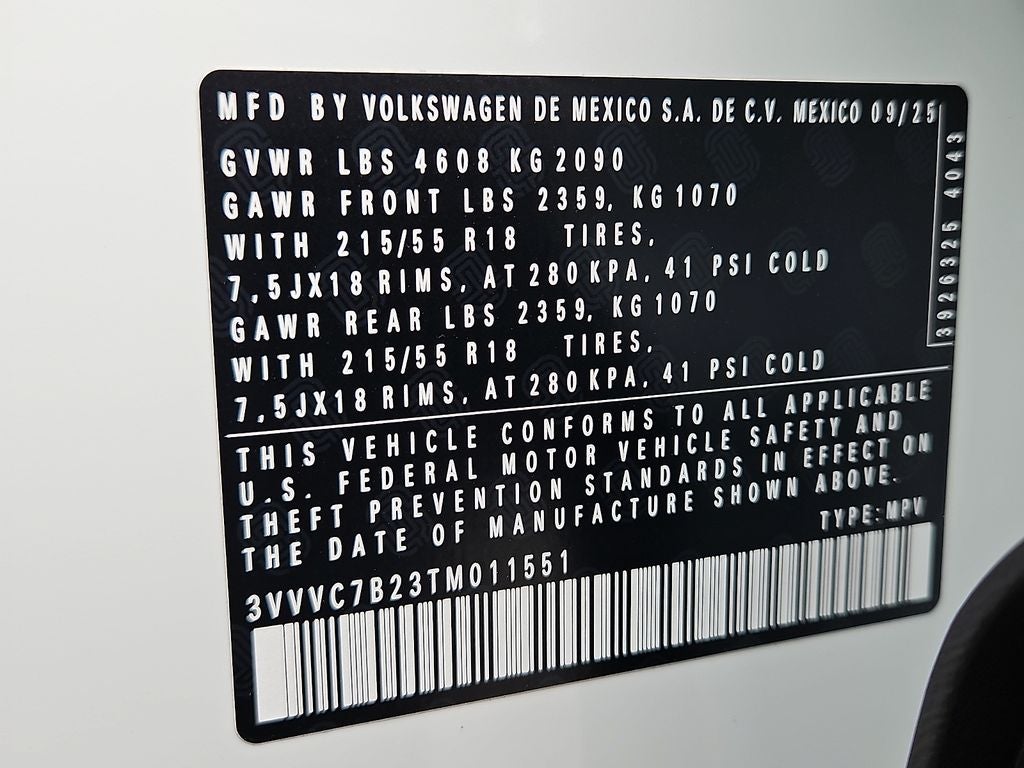 MFD BY VOLKSWAGEN DE MEXICO S.A. DE C.V. MEXICO 09/25
GVWR LBS 4608 KG 2090
GAWR FRONT LBS 2359, KG 1070
WITH 215/55 R18 TIRES,
7,5JX18 RIMS, AT 280 KPA, 41 PSI COLD
GAWR REAR LBS 2359, KG 1070
WITH 215/55 R18 TIRES,
7,5JX18 RIMS, AT 280 KPA, 41 PSI COLD
3926325 4043
THIS VEHICLE CONFORMS TO ALL APPLICABLE
U.S. FEDERAL MOTOR VEHICLE SAFETY AND
THEFT PREVENTION STANDARDS IN EFFECT ON
THE DATE OF MANUFACTURE SHOWN ABOVE.
TYPE: MPV
3VVVC7B23TM011551